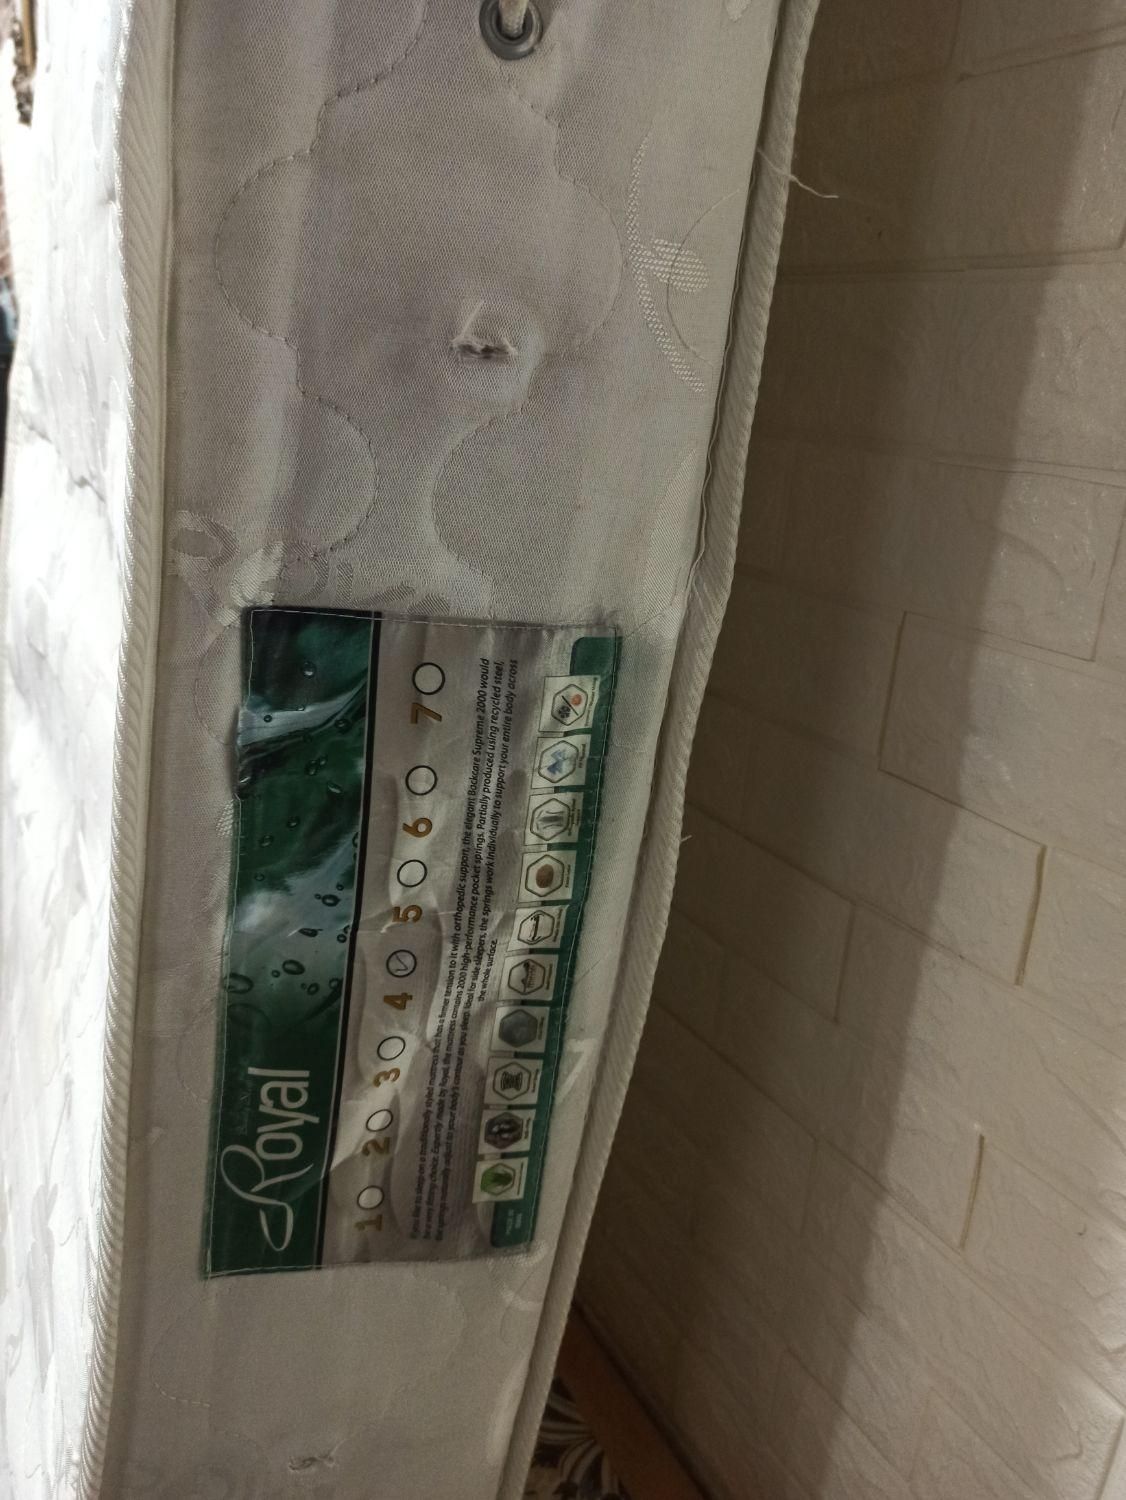 Royal
1 2 3 4 5 6 7
If you like to sleep on a traditionally styled mattress that has a firmer tension to it with orthopedic support, the elegant Backcare Supreme 2000 would
be a very choice. Expertly made by Royal, the mattress contains 2000 high-performance pocket springs. Partially produced using recycled steel,
the springs naturally adjust to your body's contour as you sleep. Ideal for side sleepers, the springs work individually to support your entire body across
the whole surface.